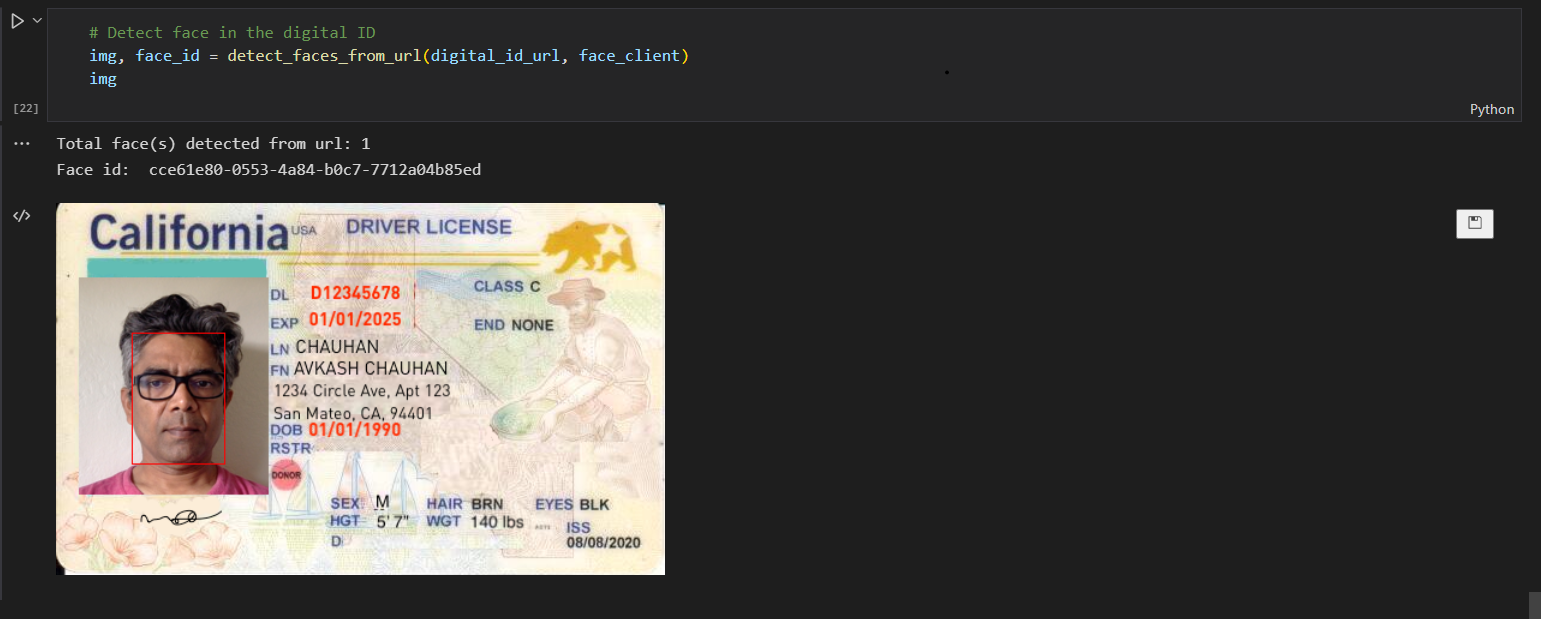 # Detect face in the digital ID
img, face_id = detect_faces_from_url(digital_id_url, face_client)
img
[22]
Python
Total face(s) detected from url: 1
Face id:  cce61e80-0553-4a84-b0c7-7712a04b85ed
California USA DRIVER LICENSE
DL D12345678 CLASS C
EXP 01/01/2025 END NONE
LN CHAUHAN
FN AVKASH CHAUHAN
1234 Circle Ave, Apt 123
San Mateo, CA, 94401
DOB 01/01/1990
RSTR
DONOR
SEX M HAIR BRN EYES BLK
HGT 5'7" WGT 140 lbs ISS
D 08/08/2020